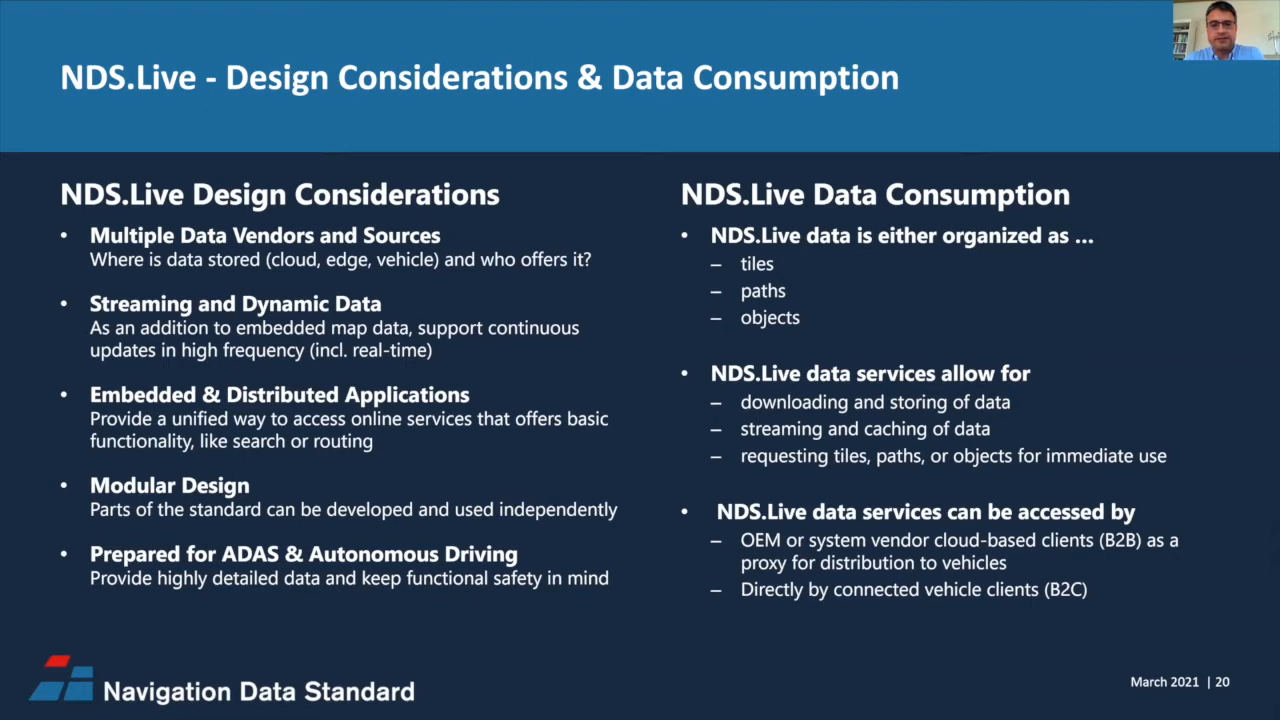 NDS.Live - Design Considerations & Data Consumption
NDS.Live Design Considerations
• Multiple Data Vendors and Sources
Where is data stored (cloud, edge, vehicle) and who offers it?
• Streaming and Dynamic Data
As an addition to embedded map data, support continuous
updates in high frequency (incl. real-time)
• Embedded & Distributed Applications
Provide a unified way to access online services that offers basic
functionality, like search or routing
• Modular Design
Parts of the standard can be developed and used independently
• Prepared for ADAS & Autonomous Driving
Provide highly detailed data and keep functional safety in mind
NDS.Live Data Consumption
• NDS.Live data is either organized as ...
– tiles
– paths
– objects
• NDS.Live data services allow for
– downloading and storing of data
– streaming and caching of data
– requesting tiles, paths, or objects for immediate use
• NDS.Live data services can be accessed by
– OEM or system vendor cloud-based clients (B2B) as a
proxy for distribution to vehicles
– Directly by connected vehicle clients (B2C)
Navigation Data Standard
March 2021 | 20